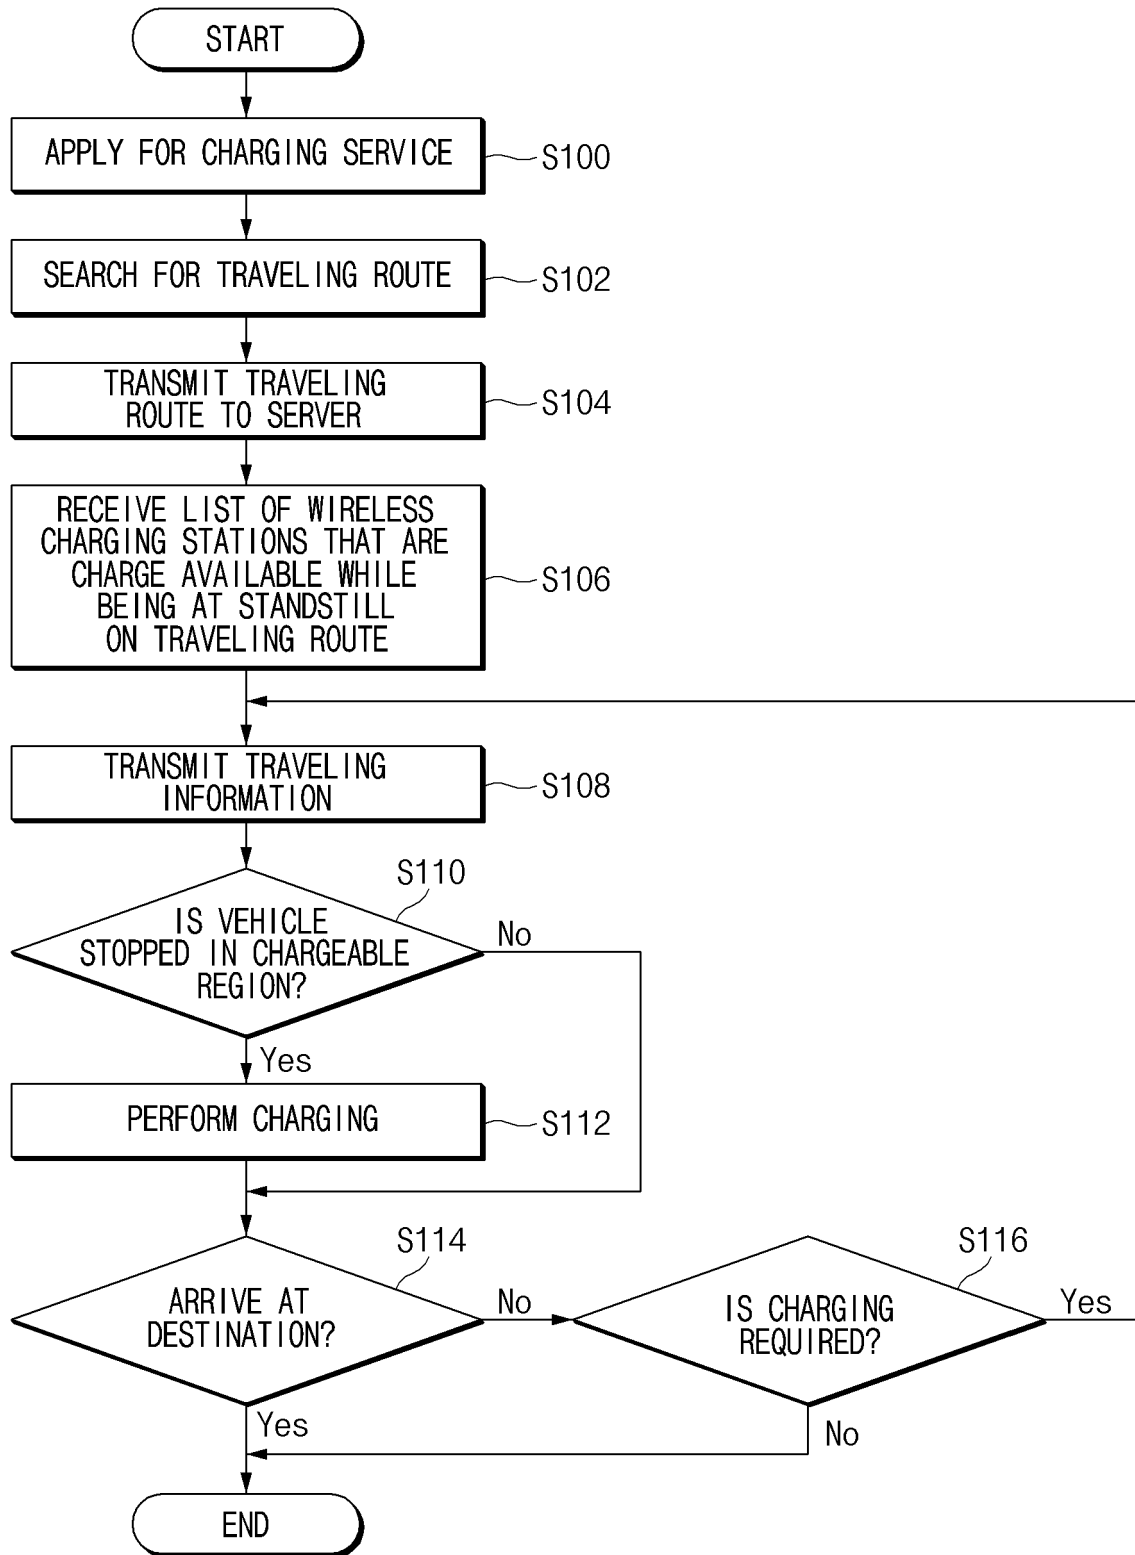 START
APPLY FOR CHARGING SERVICE
S100
SEARCH FOR TRAVELING ROUTE
S102
TRANSMIT TRAVELING
ROUTE TO SERVER
S104
RECEIVE LIST OF WIRELESS
CHARGING STATIONS THAT ARE
CHARGE AVAILABLE WHILE
BEING AT STANDSTILL
ON TRAVELING ROUTE
S106
TRANSMIT TRAVELING
INFORMATION
S108
S110
IS VEHICLE
STOPPED IN CHARGEABLE
REGION?
No
Yes
PERFORM CHARGING
S112
S114
ARRIVE AT
DESTINATION?
No
S116
IS CHARGING
REQUIRED?
Yes
Yes
No
END